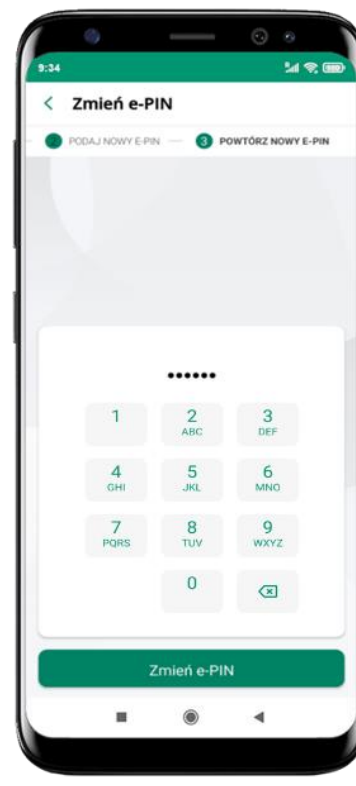 9:34
Zmień e-PIN
2 PODAJ NOWY E-PIN 3 POWTÓRZ NOWY E-PIN
1 2 3
ABC DEF
4 5 6
GHI JKL MNO
7 8 9
PQRS TUV WXYZ
0
Zmień e-PIN